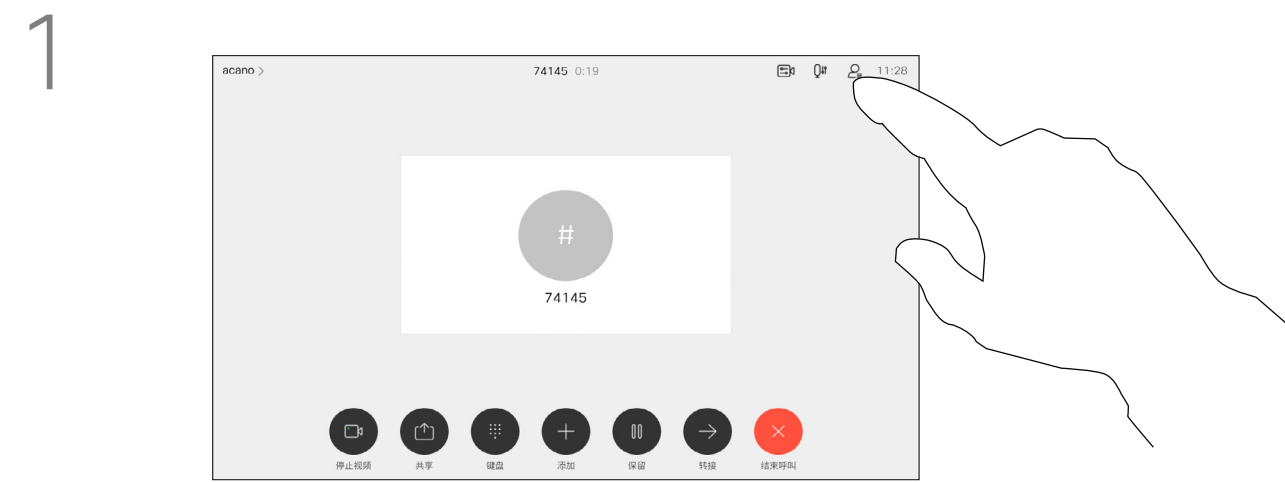 1
acano >
74145 0:19
11:28
#
74145
停止视频
共享
键盘
添加
保留
转接
结束呼叫